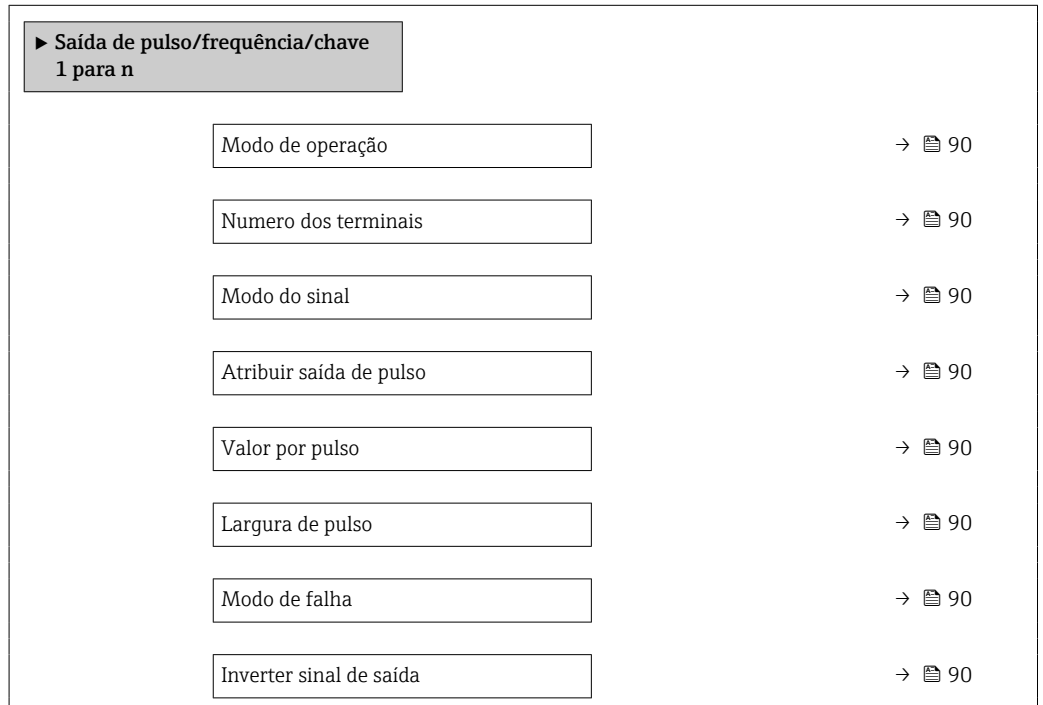 ▶ Saída de pulso/frequência/chave
1 para n
Modo de operação → 90
Numero dos terminais → 90
Modo do sinal → 90
Atribuir saída de pulso → 90
Valor por pulso → 90
Largura de pulso → 90
Modo de falha → 90
Inverter sinal de saída → 90